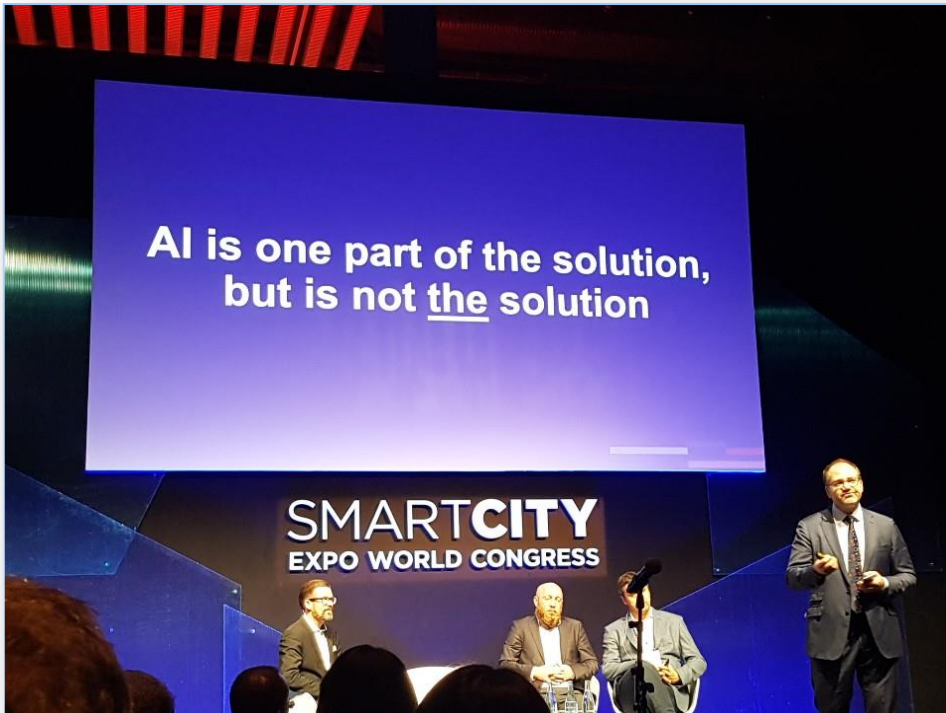 AI is one part of the solution,
but is not the solution
SMARTCITY
EXPO WORLD CONGRESS